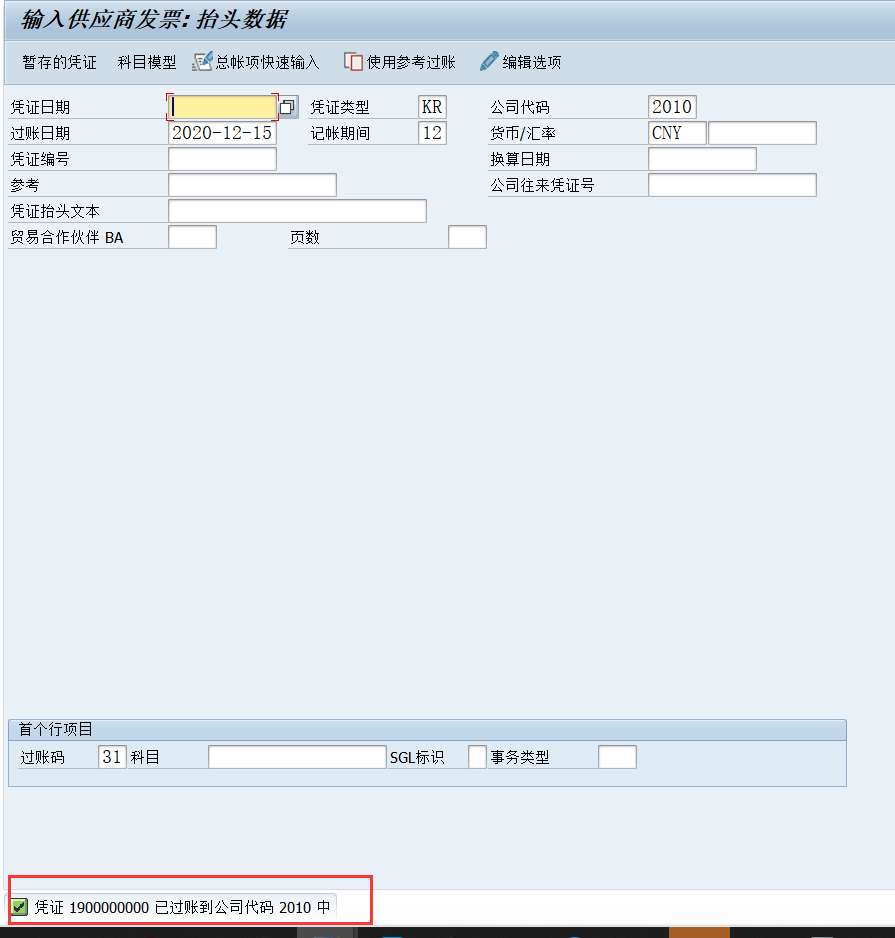 输入供应商发票: 抬头数据
暂存的凭证 科目模型 总帐项快速输入 使用参考过账 编辑选项
凭证日期 凭证类型 KR 公司代码 2010
过账日期 2020-12-15 记帐期间 12 货币/汇率 CNY
凭证编号 换算日期
参考 公司往来凭证号
凭证抬头文本
贸易合作伙伴 BA 页数
首个行项目
过账码 31 科目 SGL标识 事务类型
凭证 1900000000 已过账到公司代码 2010 中